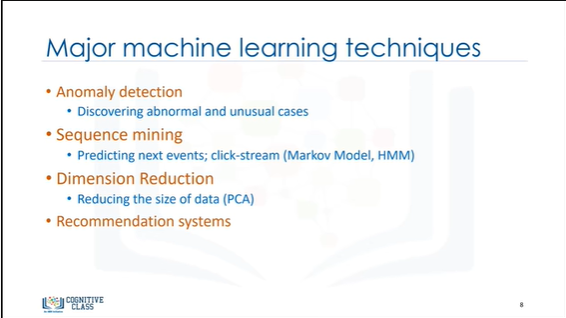 Major machine learning techniques
• Anomaly detection
• Discovering abnormal and unusual cases
• Sequence mining
• Predicting next events; click-stream (Markov Model, HMM)
• Dimension Reduction
• Reducing the size of data (PCA)
• Recommendation systems
COGNITIVE
CLASS
8